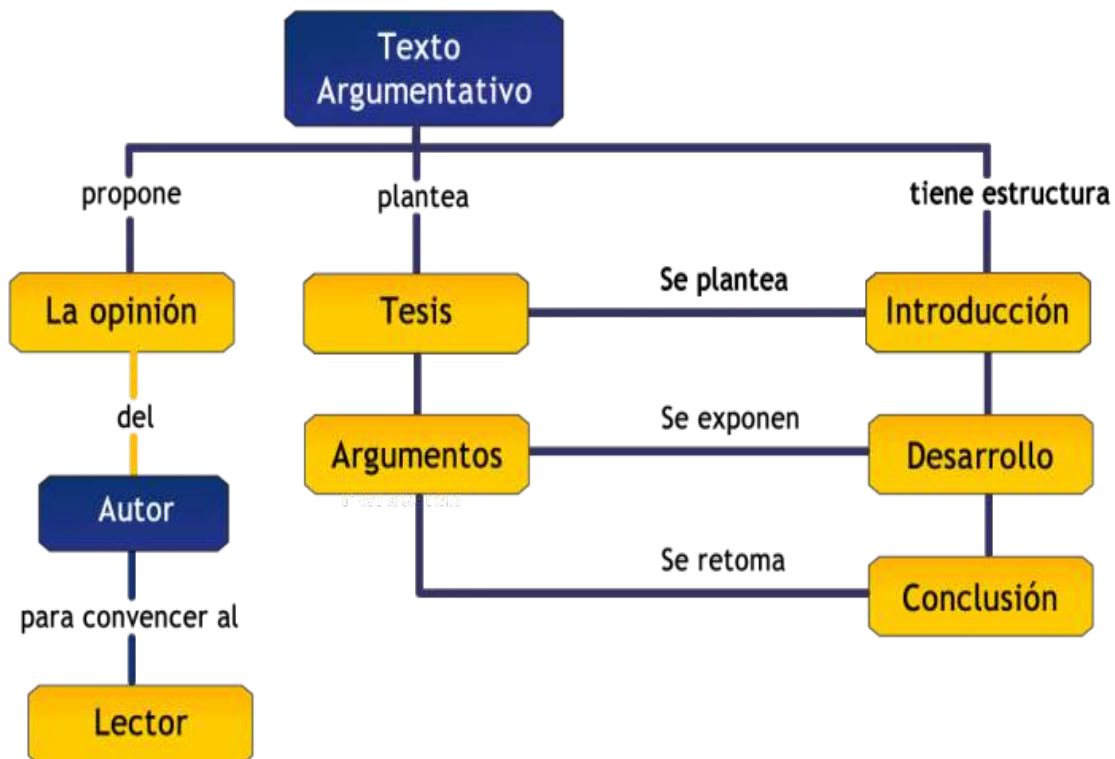 Texto
Argumentativo
propone
plantea
tiene estructura
La opinión
Tesis
Se plantea
Introducción
del
Argumentos
Se exponen
Desarrollo
Autor
Se retoma
Conclusión
para convencer al
Lector